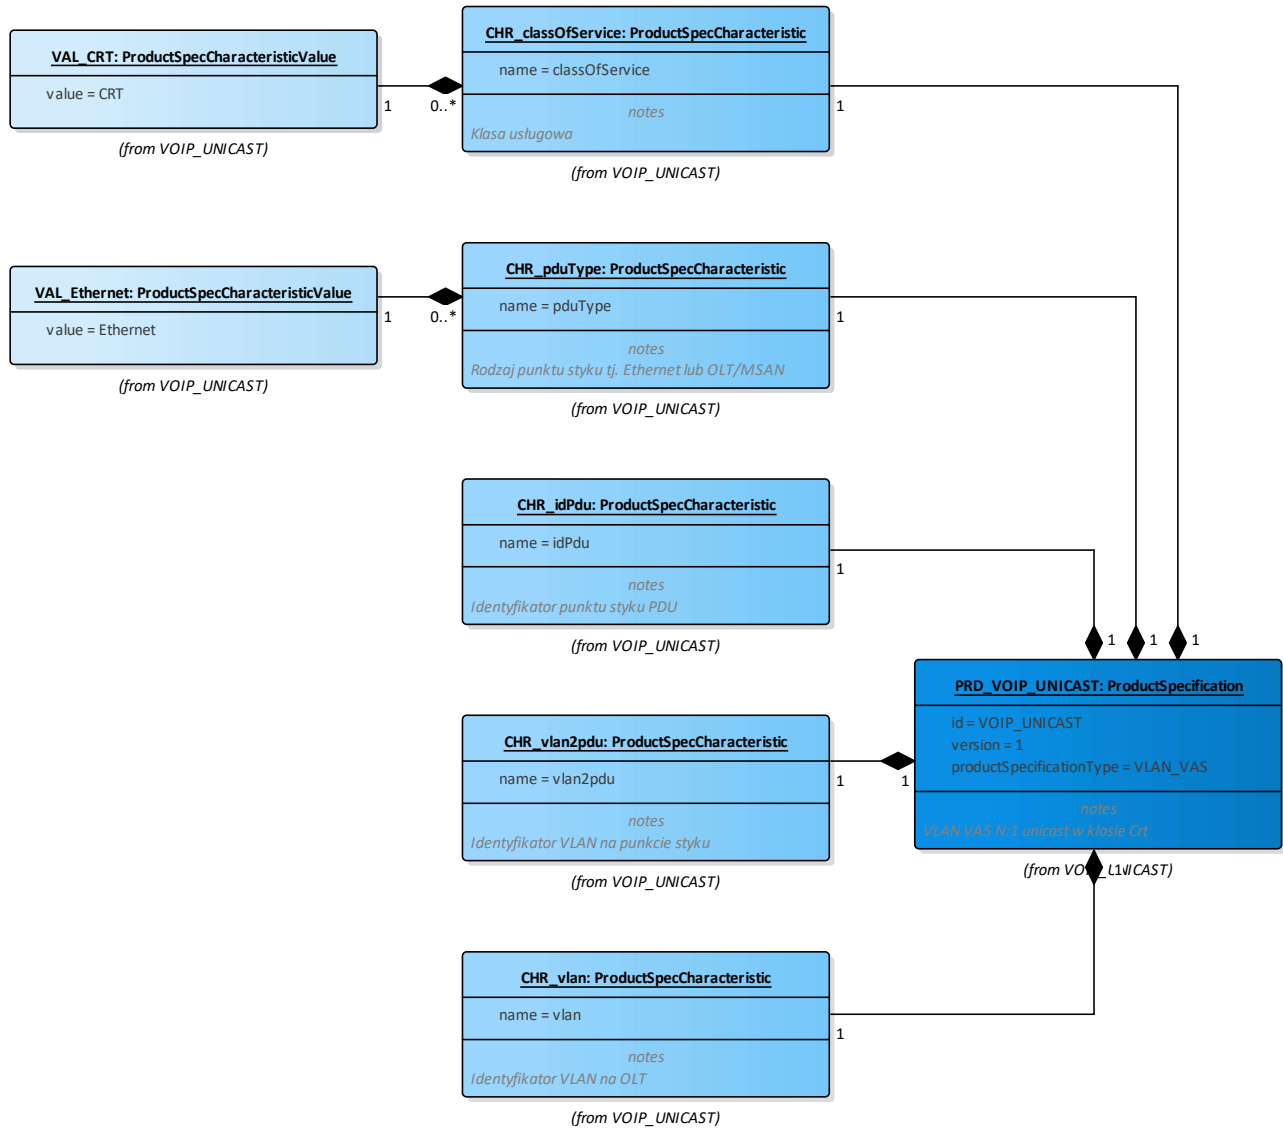 VAL_CRT: ProductSpecCharacteristicValue
value = CRT
(from VOIP_UNICAST)
1
0..*
CHR_classOfService: ProductSpecCharacteristic
name = classOfService
notes
Klasa usługowa
(from VOIP_UNICAST)
1
VAL_Ethernet: ProductSpecCharacteristicValue
value = Ethernet
(from VOIP_UNICAST)
1
0..*
CHR_pduType: ProductSpecCharacteristic
name = pduType
notes
Rodzaj punktu styku tj. Ethernet lub OLT/MSAN
(from VOIP_UNICAST)
1
CHR_idPdu: ProductSpecCharacteristic
name = idPdu
notes
Identyfikator punktu styku PDU
(from VOIP_UNICAST)
1
1
1
1
PRD_VOIP_UNICAST: ProductSpecification
id = VOIP_UNICAST
version = 1
productSpecificationType = VLAN_VAS
notes
VLAN VAS N:1 unicast w klasie Crt
(from VOIP_UNICAST)
1
CHR_vlan2pdu: ProductSpecCharacteristic
name = vlan2pdu
notes
Identyfikator VLAN na punkcie styku
(from VOIP_UNICAST)
1
1
CHR_vlan: ProductSpecCharacteristic
name = vlan
notes
Identyfikator VLAN na OLT
(from VOIP_UNICAST)
1